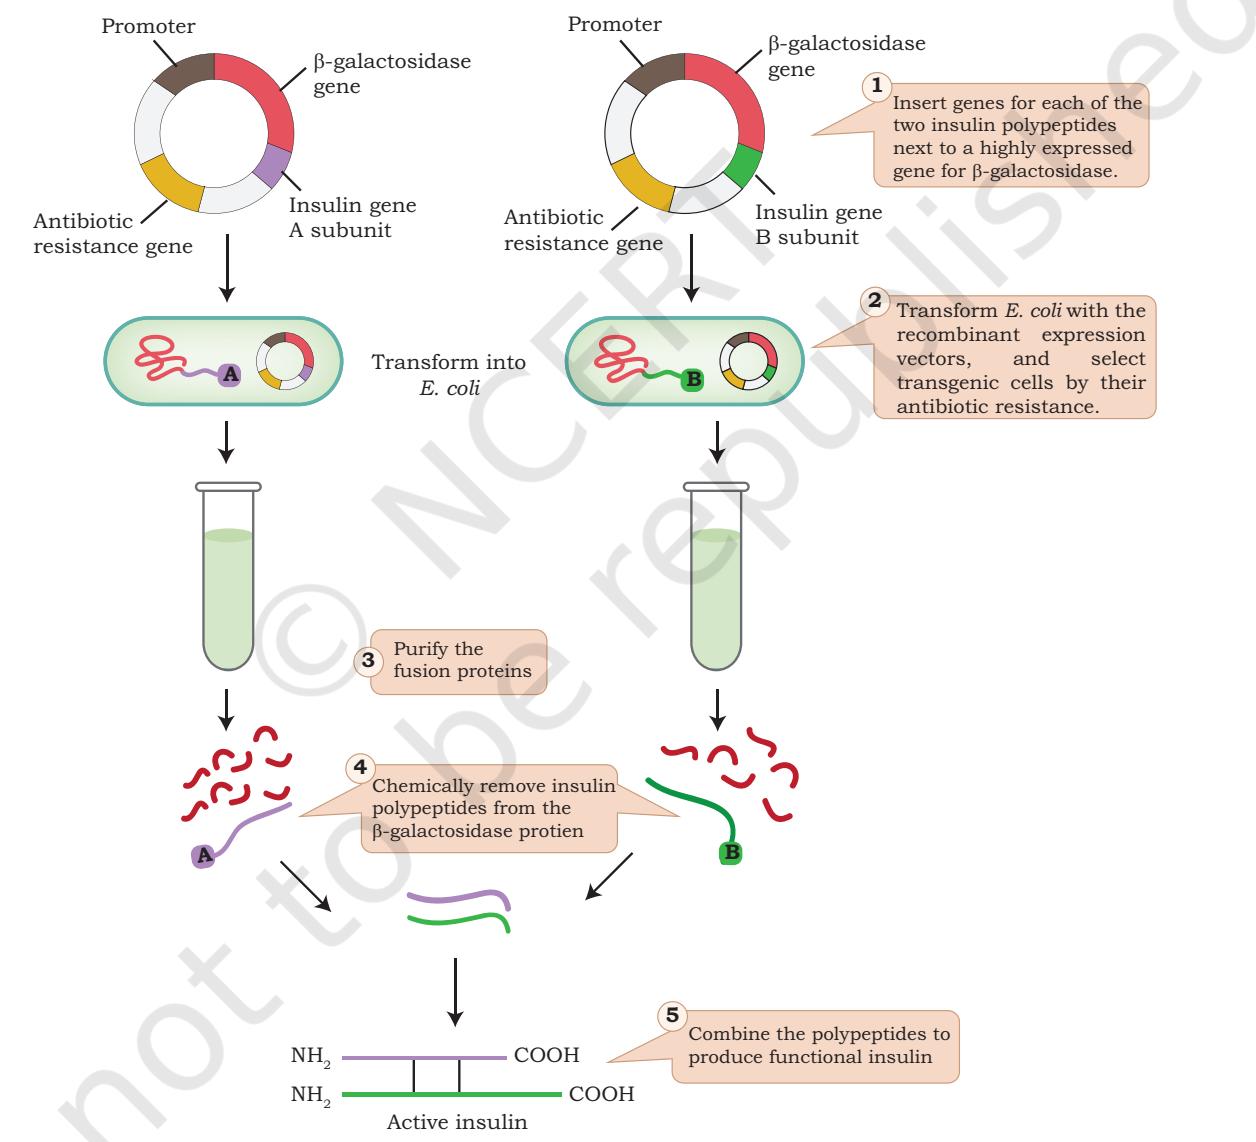 Promoter
β-galactosidase
gene
Antibiotic
resistance gene
Insulin gene
A subunit
Promoter
β-galactosidase
gene
Antibiotic
resistance gene
Insulin gene
B subunit
1
Insert genes for each of the
two insulin polypeptides
next to a highly expressed
gene for β-galactosidase.
A
Transform into
E. coli
B
2
Transform E. coli with the
recombinant expression
vectors, and select
transgenic cells by their
antibiotic resistance.
3
Purify the
fusion proteins
4
Chemically remove insulin
polypeptides from the
β-galactosidase protien
A
B
5
Combine the polypeptides to
produce functional insulin
NH2 COOH
NH2 COOH
Active insulin
© NCERT
not to be republished